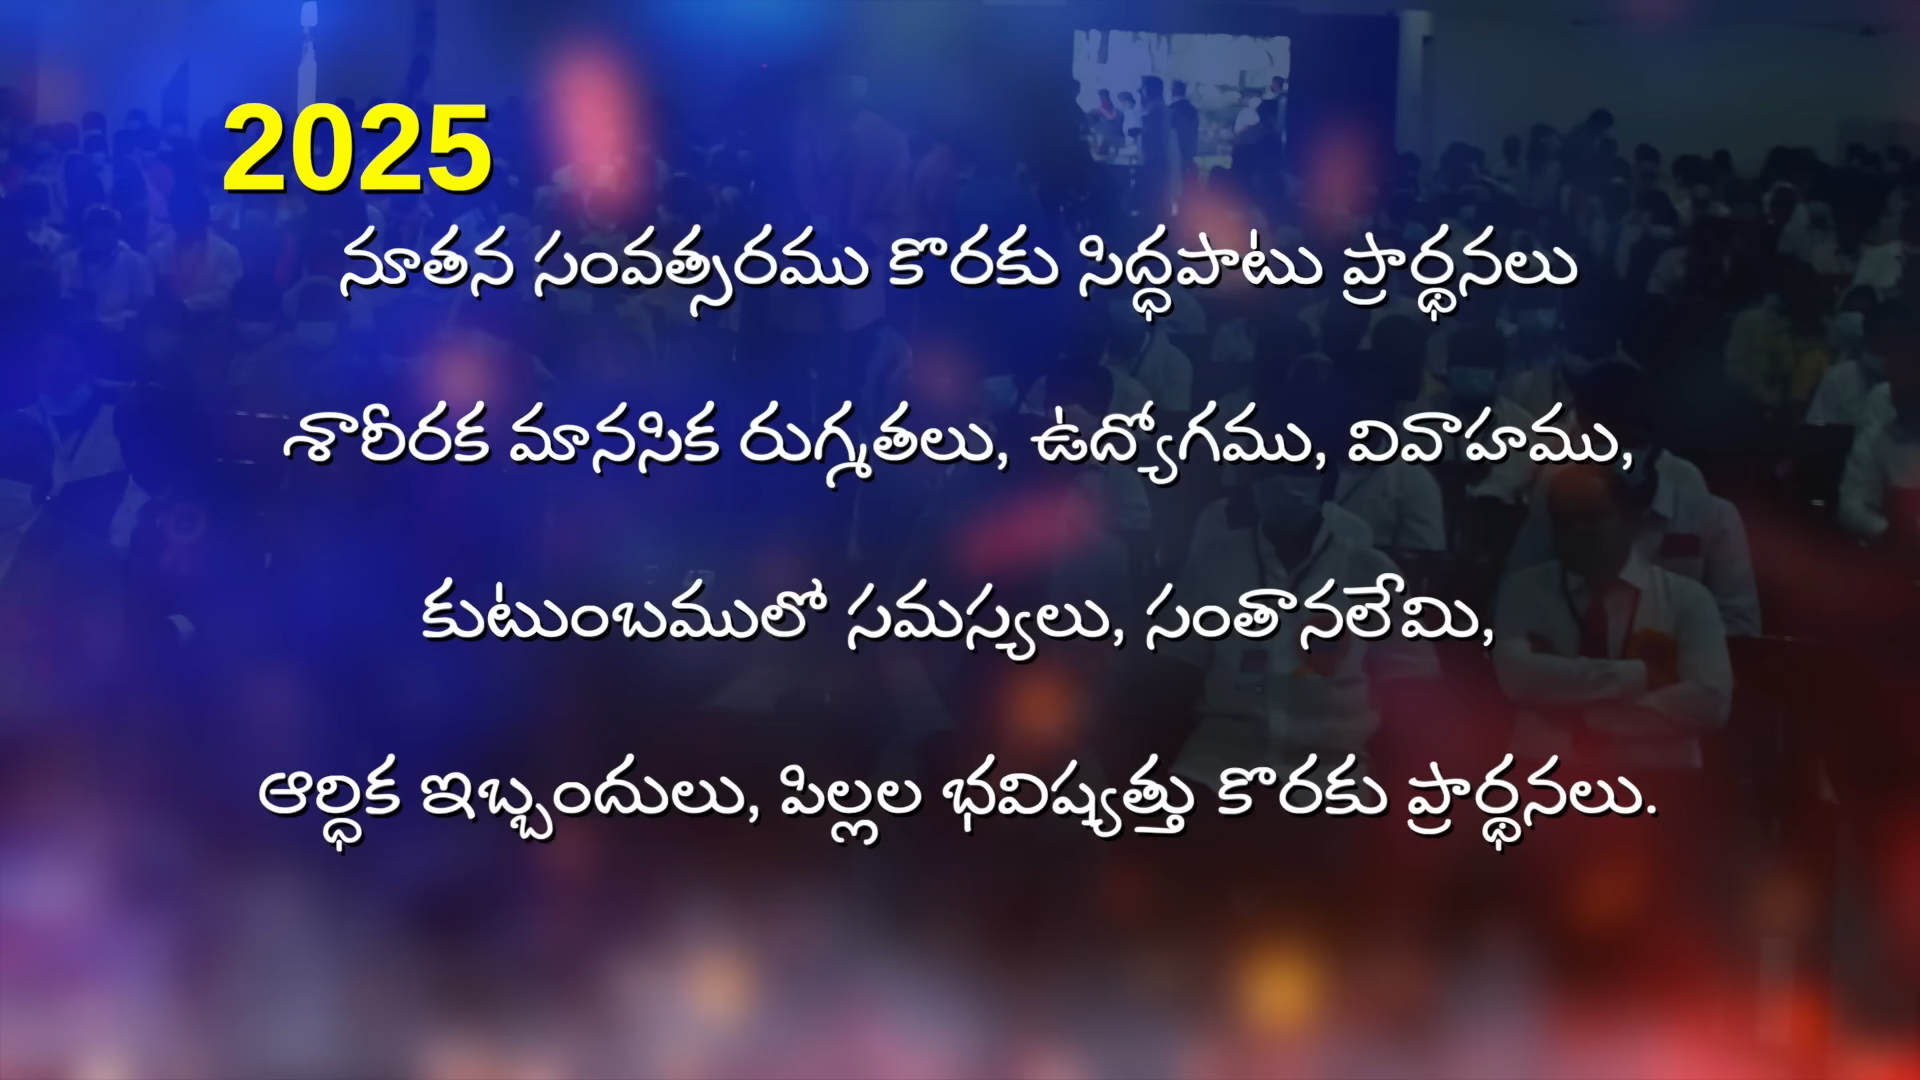 2025
నూతన సంవత్సరము కొరకు సిద్ధపాటు ప్రార్థనలు
శారీరక మానసిక రుగ్మతలు, ఉద్యోగము, వివాహము,
కుటుంబములో సమస్యలు, సంతానలేమి,
ఆర్ధిక ఇబ్బందులు, పిల్లల భవిష్యత్తు కొరకు ప్రార్థనలు.